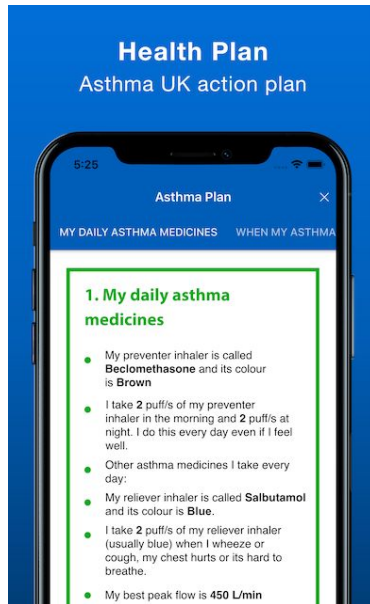 Health Plan
Asthma UK action plan
5:25
Asthma Plan
×
MY DAILY ASTHMA MEDICINES
WHEN MY ASTHMA
1. My daily asthma
medicines
My preventer inhaler is called
Beclomethasone and its colour
is Brown
I take 2 puff/s of my preventer
inhaler in the morning and 2 puff/s at
night. I do this every day even if I feel
well.
Other asthma medicines I take every
day:
My reliever inhaler is called Salbutamol
and its colour is Blue.
I take 2 puff/s of my reliever inhaler
(usually blue) when I wheeze or
cough, my chest hurts or its hard to
breathe.
My best peak flow is 450 L/min